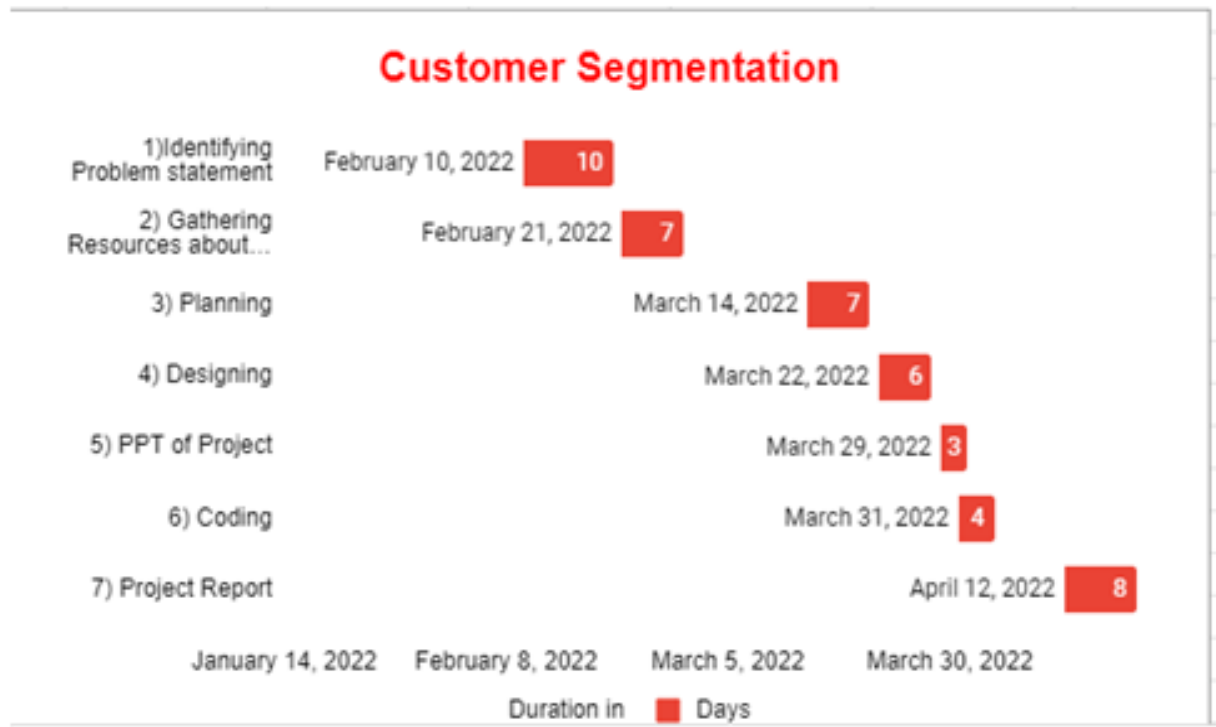 Customer Segmentation
1)Identifying
Problem statement
February 10, 2022
10
2) Gathering
Resources about...
February 21, 2022
7
3) Planning
March 14, 2022
7
4) Designing
March 22, 2022
6
5) PPT of Project
March 29, 2022
3
6) Coding
March 31, 2022
4
7) Project Report
April 12, 2022
8
January 14, 2022
February 8, 2022
March 5, 2022
March 30, 2022
Duration in
Days